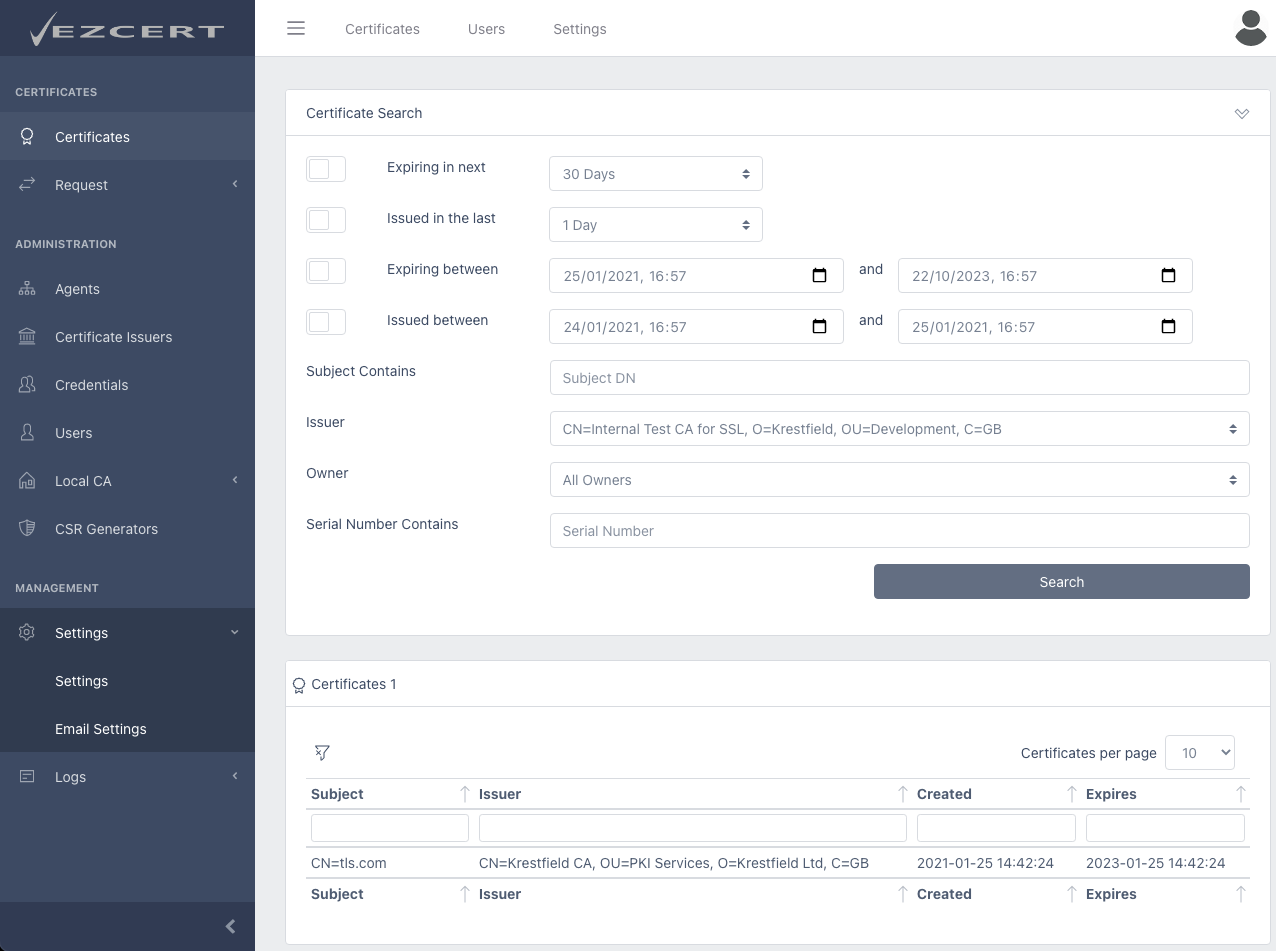 EZCERT
Certificates Users Settings
CERTIFICATES
Certificates
Request
ADMINISTRATION
Agents
Certificate Issuers
Credentials
Users
Local CA
CSR Generators
MANAGEMENT
Settings
Settings
Email Settings
Logs
Certificate Search
Expiring in next 30 Days
Issued in the last 1 Day
Expiring between 25/01/2021, 16:57 and 22/10/2023, 16:57
Issued between 24/01/2021, 16:57 and 25/01/2021, 16:57
Subject Contains Subject DN
Issuer CN=Internal Test CA for SSL, O=Krestfield, OU=Development, C=GB
Owner All Owners
Serial Number Contains Serial Number
Search
Certificates 1
Certificates per page 10
Subject Issuer Created Expires
CN=tls.com CN=Krestfield CA, OU=PKI Services, O=Krestfield Ltd, C=GB 2021-01-25 14:42:24 2023-01-25 14:42:24
Subject Issuer Created Expires